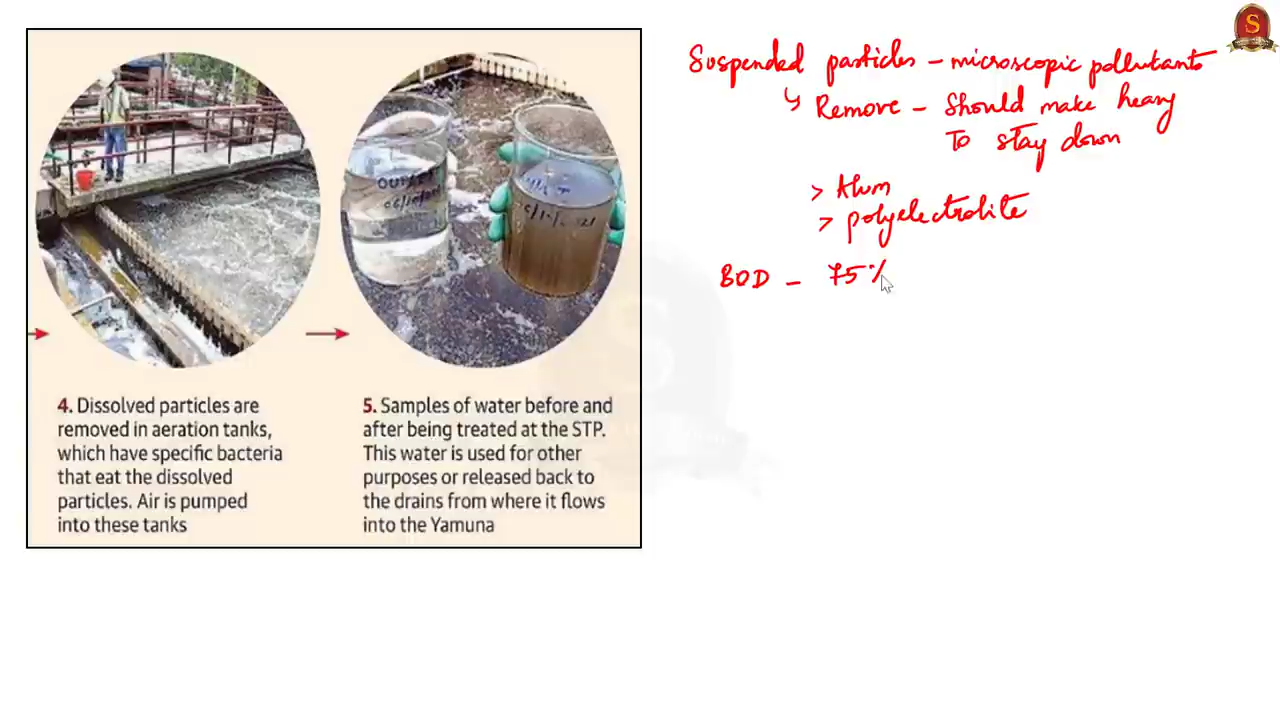 Suspended particles - microscopic pollutants
↳ Remove - Should make heavy
To stay down
> Alum
> polyelectrolite
BOD - 75%
4. Dissolved particles are
removed in aeration tanks,
which have specific bacteria
that eat the dissolved
particles. Air is pumped
into these tanks
5. Samples of water before and
after being treated at the STP.
This water is used for other
purposes or released back to
the drains from where it flows
into the Yamuna
S